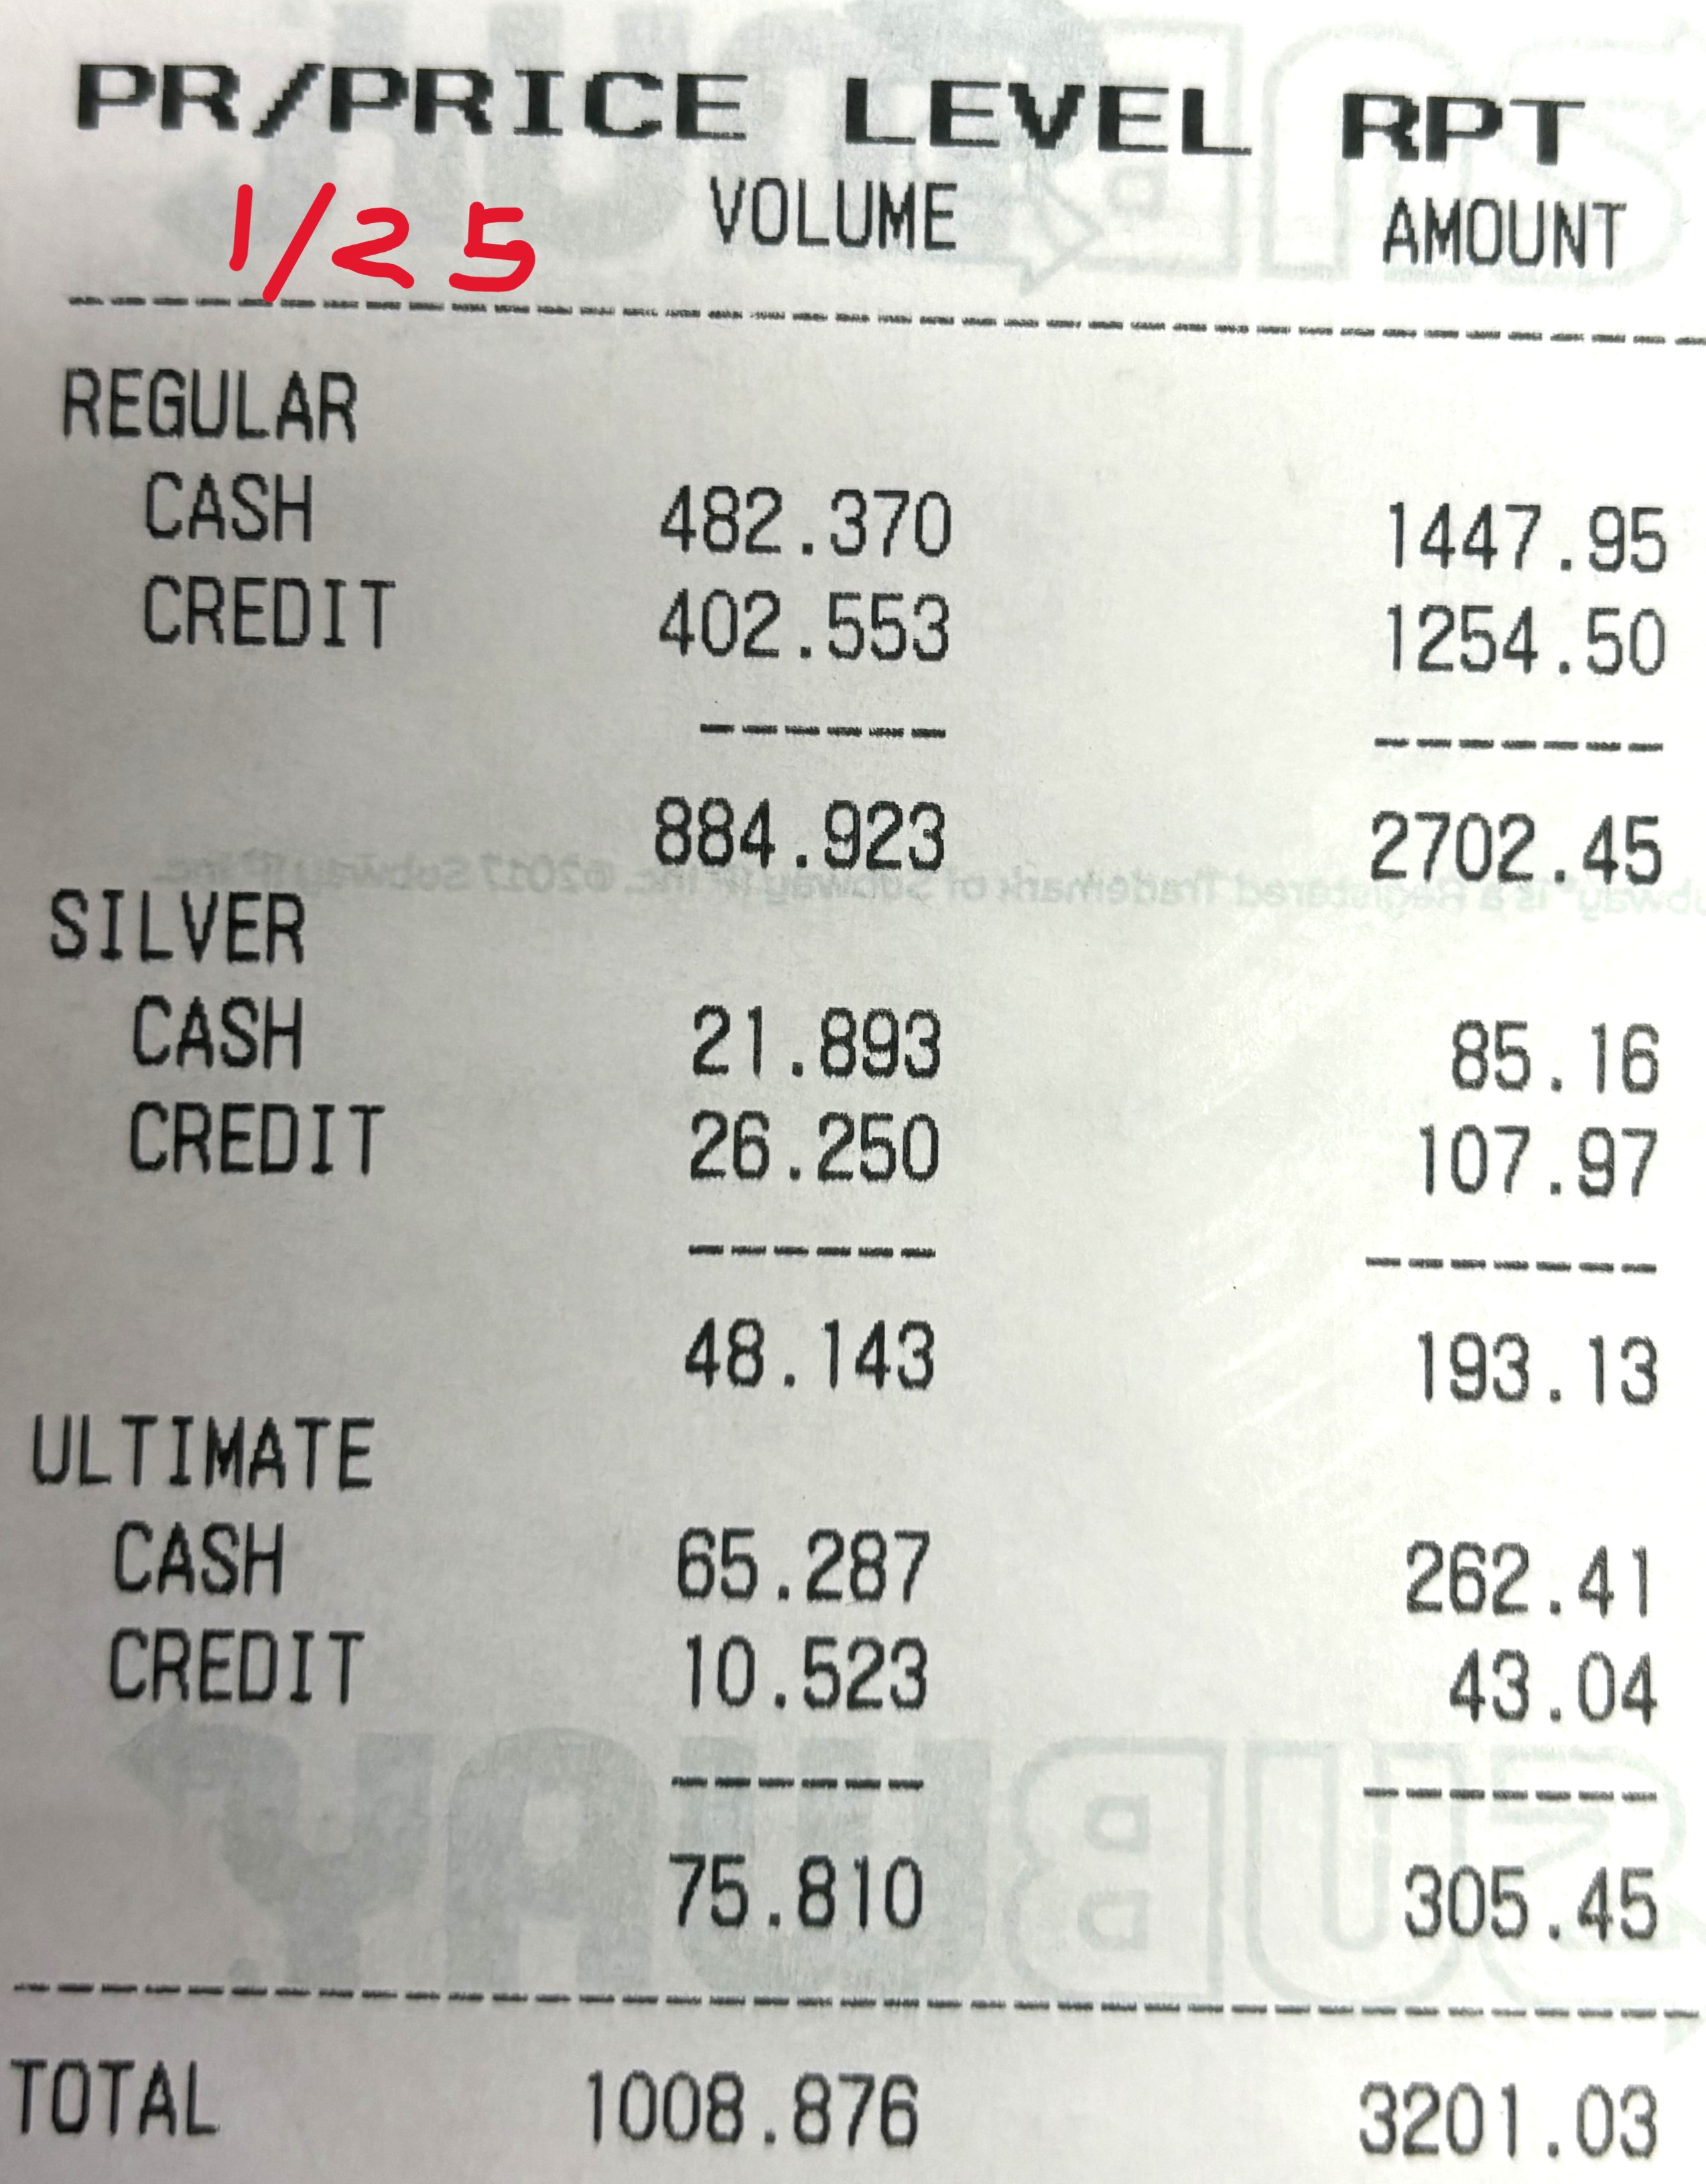 PR/PRICE LEVEL RPT
1/25 VOLUME AMOUNT
REGULAR
CASH 482.370 1447.95
CREDIT 402.553 1254.50
884.923 2702.45
SILVER
CASH 21.893 85.16
CREDIT 26.250 107.97
48.143 193.13
ULTIMATE
CASH 65.287 262.41
CREDIT 10.523 43.04
75.810 305.45
TOTAL 1008.876 3201.03